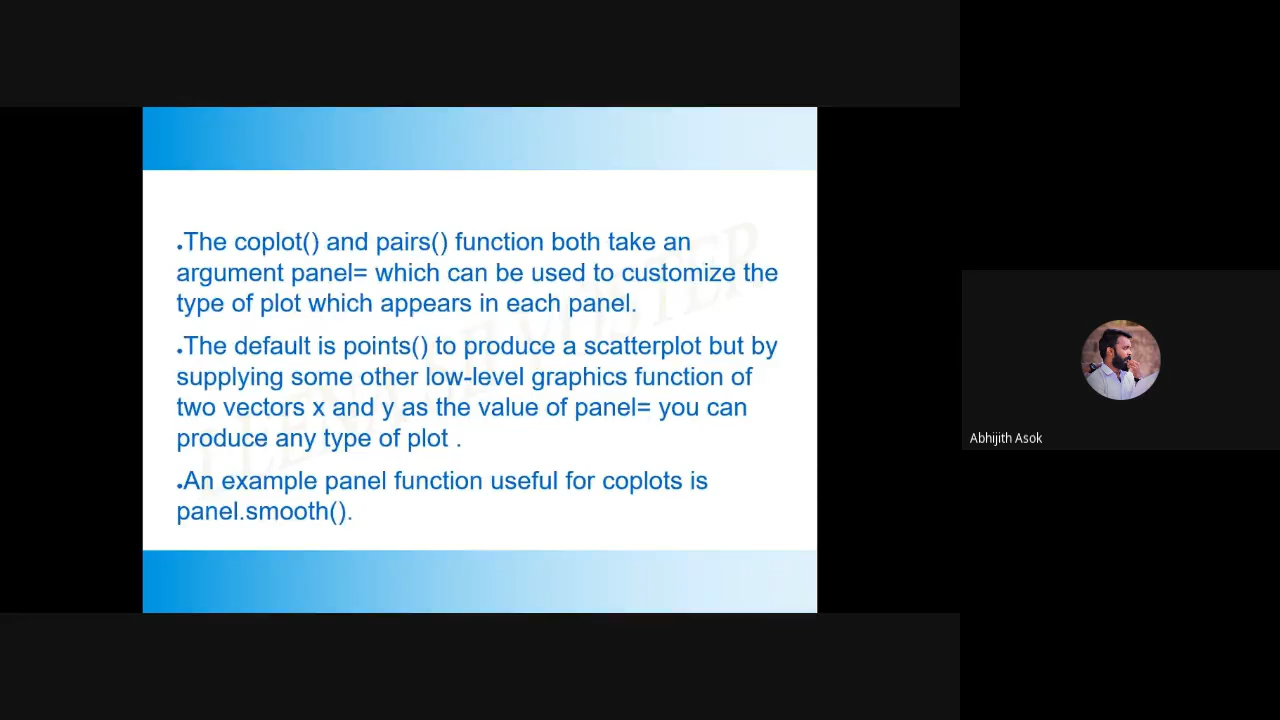 •The coplot() and pairs() function both take an
argument panel= which can be used to customize the
type of plot which appears in each panel.
•The default is points() to produce a scatterplot but by
supplying some other low-level graphics function of
two vectors x and y as the value of panel= you can
produce any type of plot .
•An example panel function useful for coplots is
panel.smooth().
Abhijith Asok